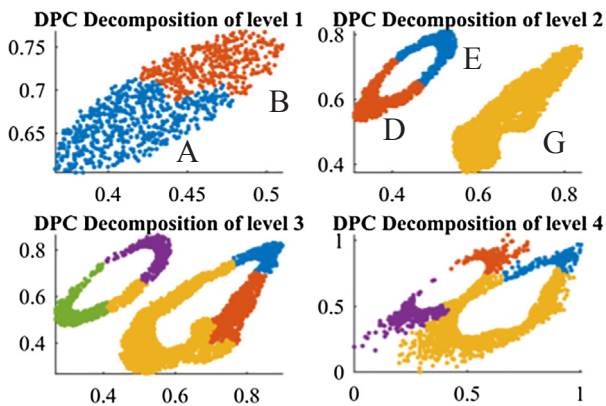 DPC Decomposition of level 1
0.75
0.7
0.65
B
A
0.4
0.45
0.5
DPC Decomposition of level 2
0.8
0.6
0.4
E
D
G
0.4
0.6
0.8
DPC Decomposition of level 3
0.8
0.6
0.4
0.4
0.6
0.8
DPC Decomposition of level 4
1
0.5
0
0
0.5
1